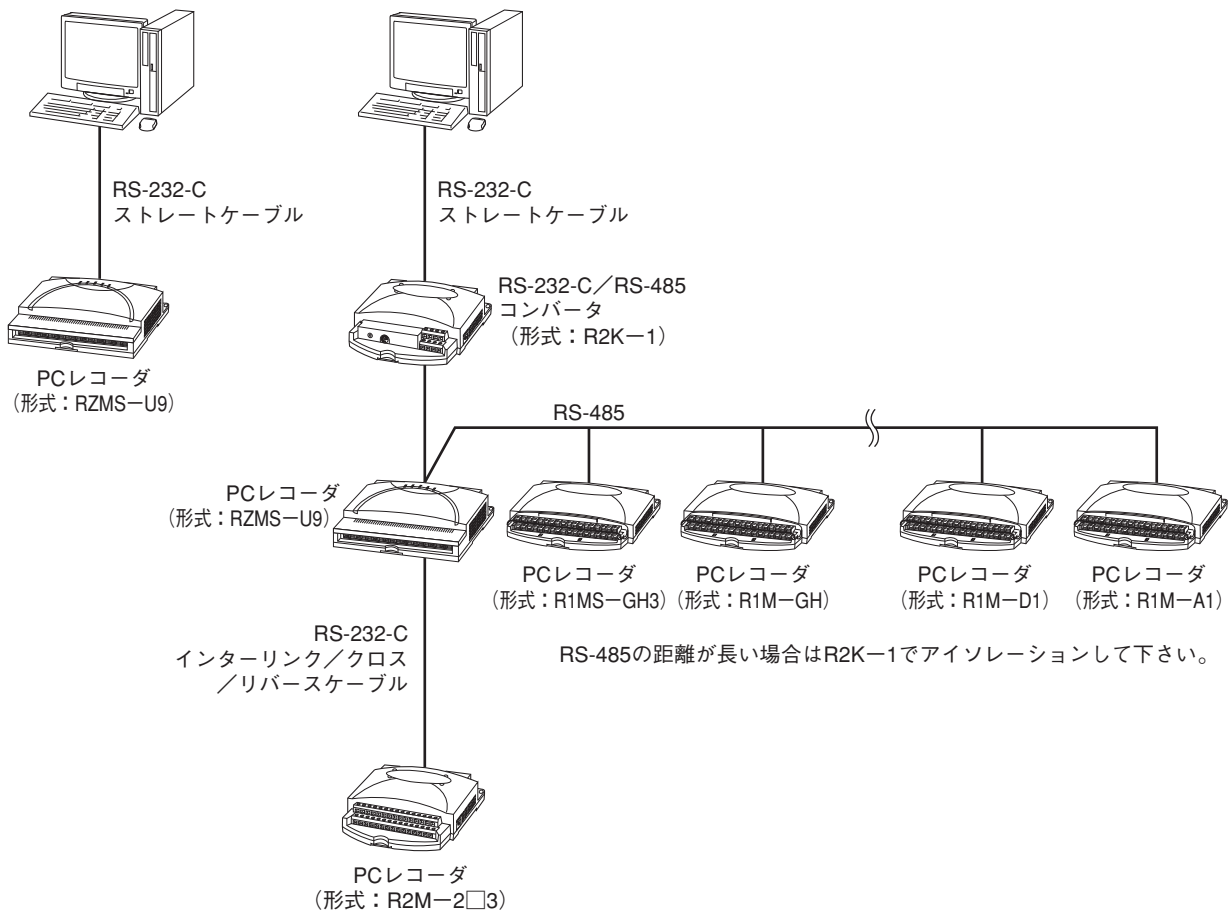 RS-232-C
ストレートケーブル
RS-232-C
ストレートケーブル
PCレコーダ
（形式：RZMS－U9）
RS-232-C／RS-485
コンバータ
（形式：R2K－1）
RS-485
PCレコーダ
（形式：RZMS－U9）
PCレコーダ
（形式：R1MS－GH3）
PCレコーダ
（形式：R1M－GH）
PCレコーダ
（形式：R1M－D1）
PCレコーダ
（形式：R1M－A1）
RS-232-C
インターリンク／クロス
／リバースケーブル
RS-485の距離が長い場合はR2K－1でアイソレーションして下さい。
PCレコーダ
（形式：R2M－2□3）